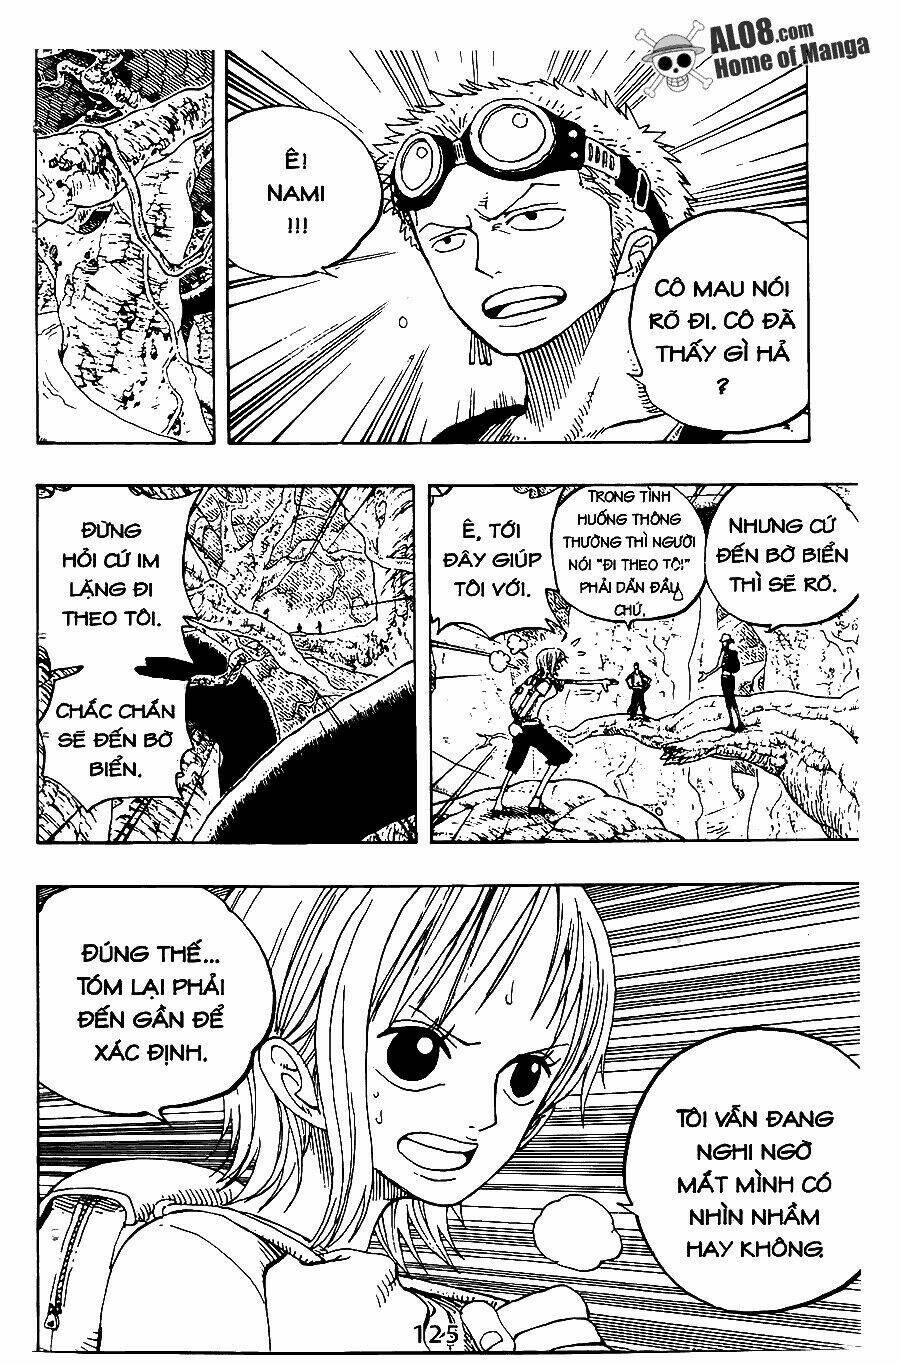 ALO8.com
Home of Manga
Ê!
NAMI
!!!
CÔ MAU NÓI
RÕ ĐI. CÔ ĐÃ
THẤY GÌ HẢ
?
ĐỪNG
HỎI CỨ IM
LẶNG ĐI
THEO TÔI.
CHẮC CHẮN
SẼ ĐẾN BỜ
BIỂN.
Ê, TỚI
ĐÂY GIÚP
TÔI VỚI.
TRONG TÌNH
HUỐNG THÔNG
THƯỜNG THÌ NGƯỜI
NÓI "ĐI THEO TÔI"
PHẢI DẪN ĐẦU
CHỨ.
NHƯNG CỨ
ĐẾN BỜ BIỂN
THÌ SẼ RÕ.
ĐÚNG THẾ...
TÓM LẠI PHẢI
ĐẾN GẦN ĐỂ
XÁC ĐỊNH.
TÔI VẪN ĐANG
NGHI NGỜ
MẮT MÌNH CÓ
NHÌN NHẦM
HAY KHÔNG.
125